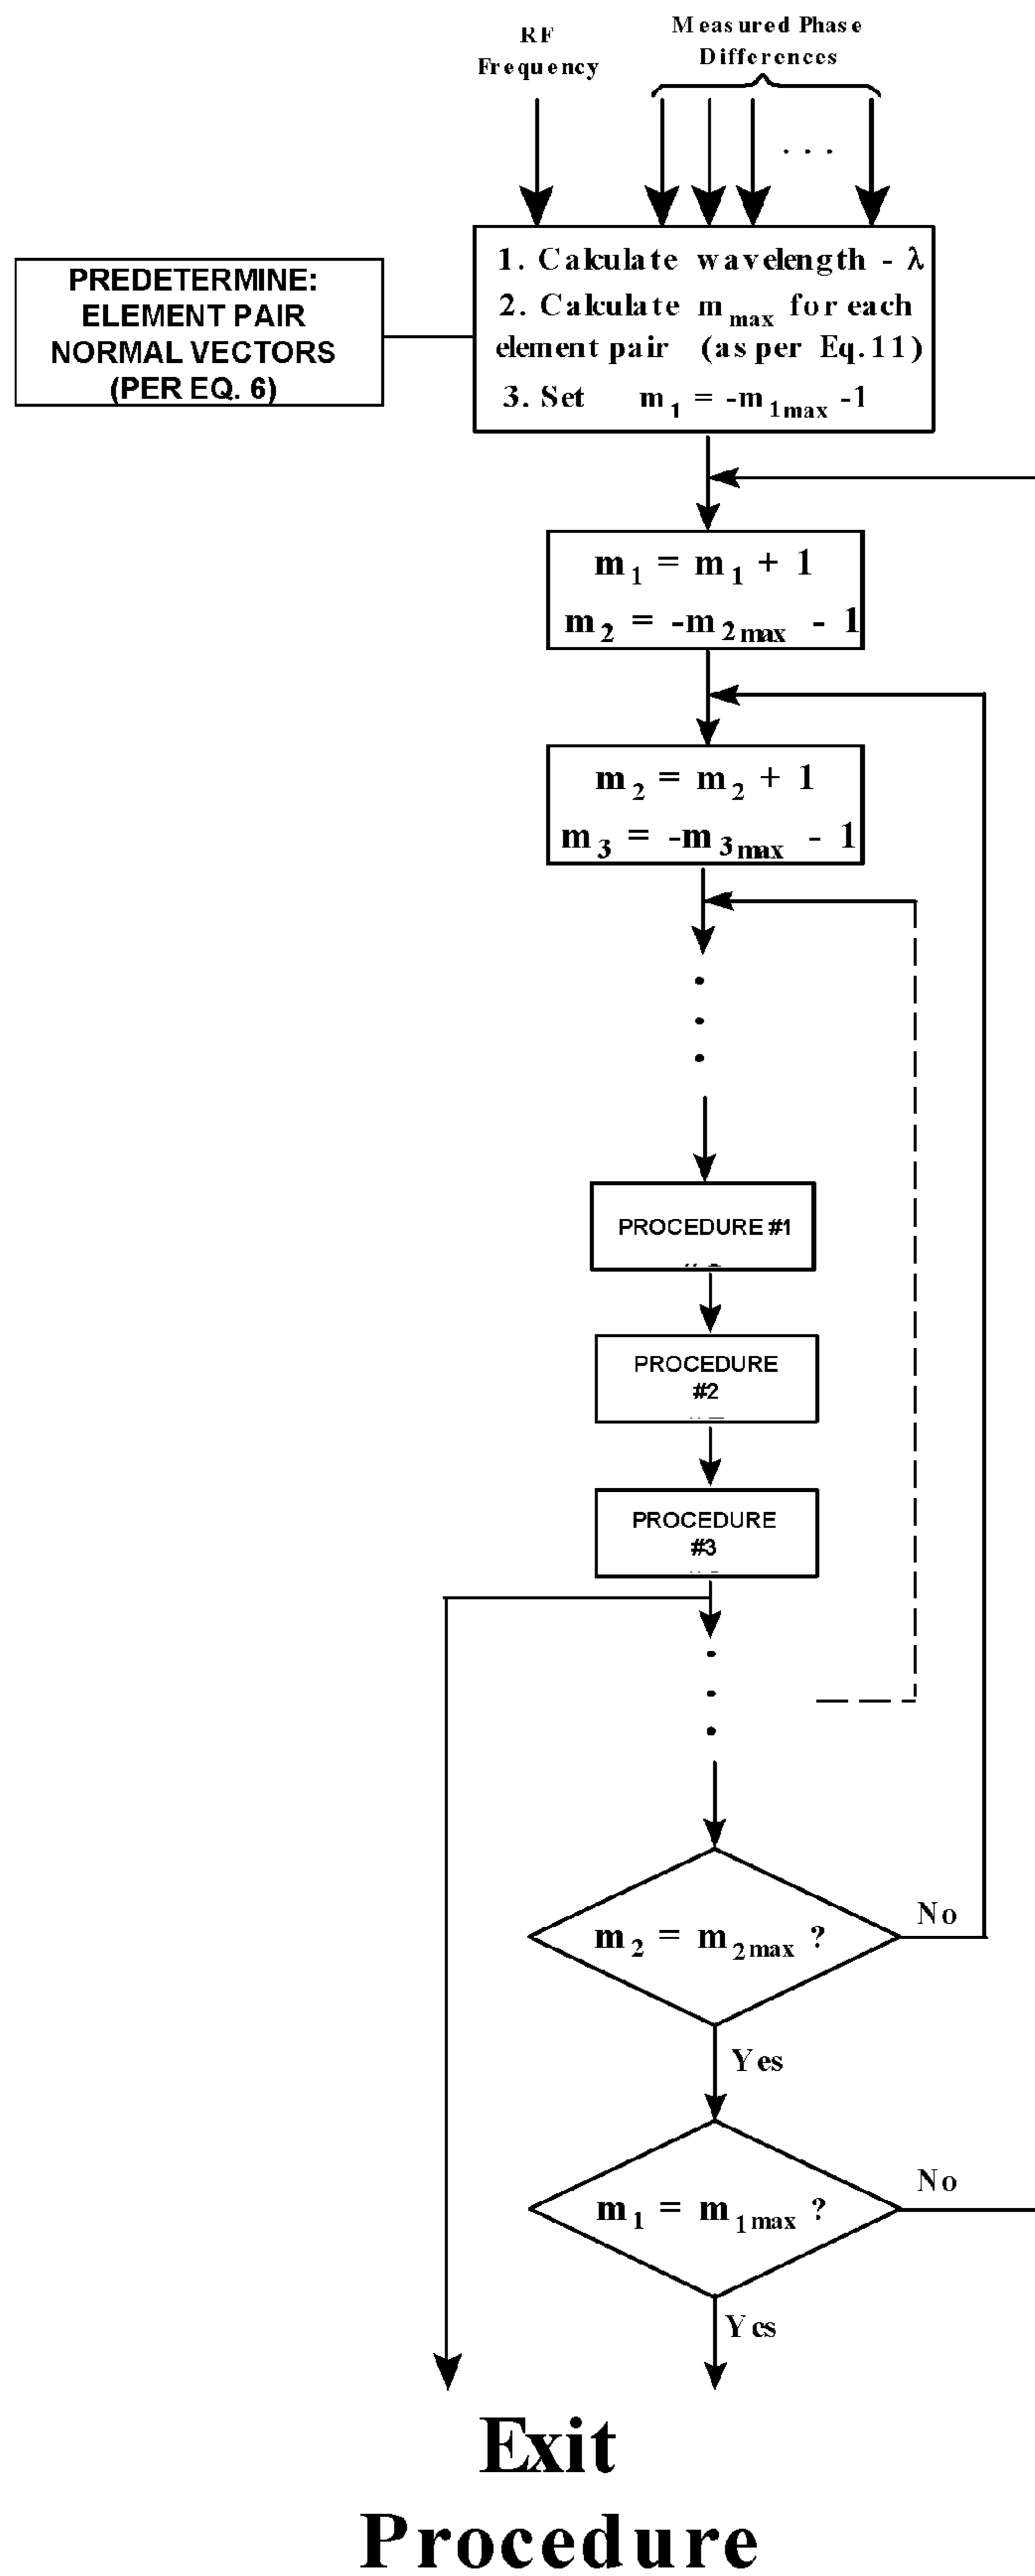 RF
Frequency
Measured Phase
Differences
. . .
PREDETERMINE:
ELEMENT PAIR
NORMAL VECTORS
(PER EQ. 6)
1. Calculate wavelength - λ
2. Calculate m max for each
element pair (as per Eq.11)
3. Set m 1 = -m 1max -1
m 1 = m 1 + 1
m 2 = -m 2max - 1
m 2 = m 2 + 1
m 3 = -m 3max - 1
PROCEDURE #1
PROCEDURE
#2
PROCEDURE
#3
m 2 = m 2max ?
No
Yes
m 1 = m 1max ?
No
Yes
Exit
Procedure